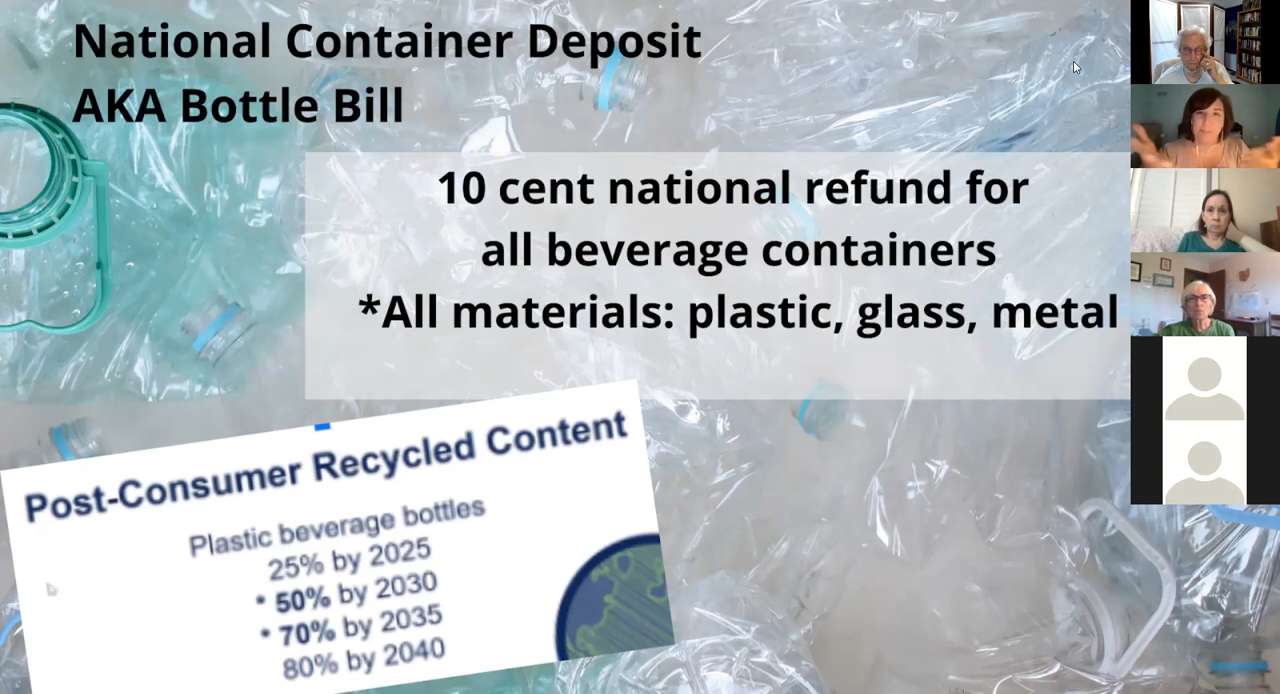 National Container Deposit
AKA Bottle Bill
10 cent national refund for
all beverage containers
*All materials: plastic, glass, metal
Post-Consumer Recycled Content
Plastic beverage bottles
25% by 2025
* 50% by 2030
* 70% by 2035
80% by 2040